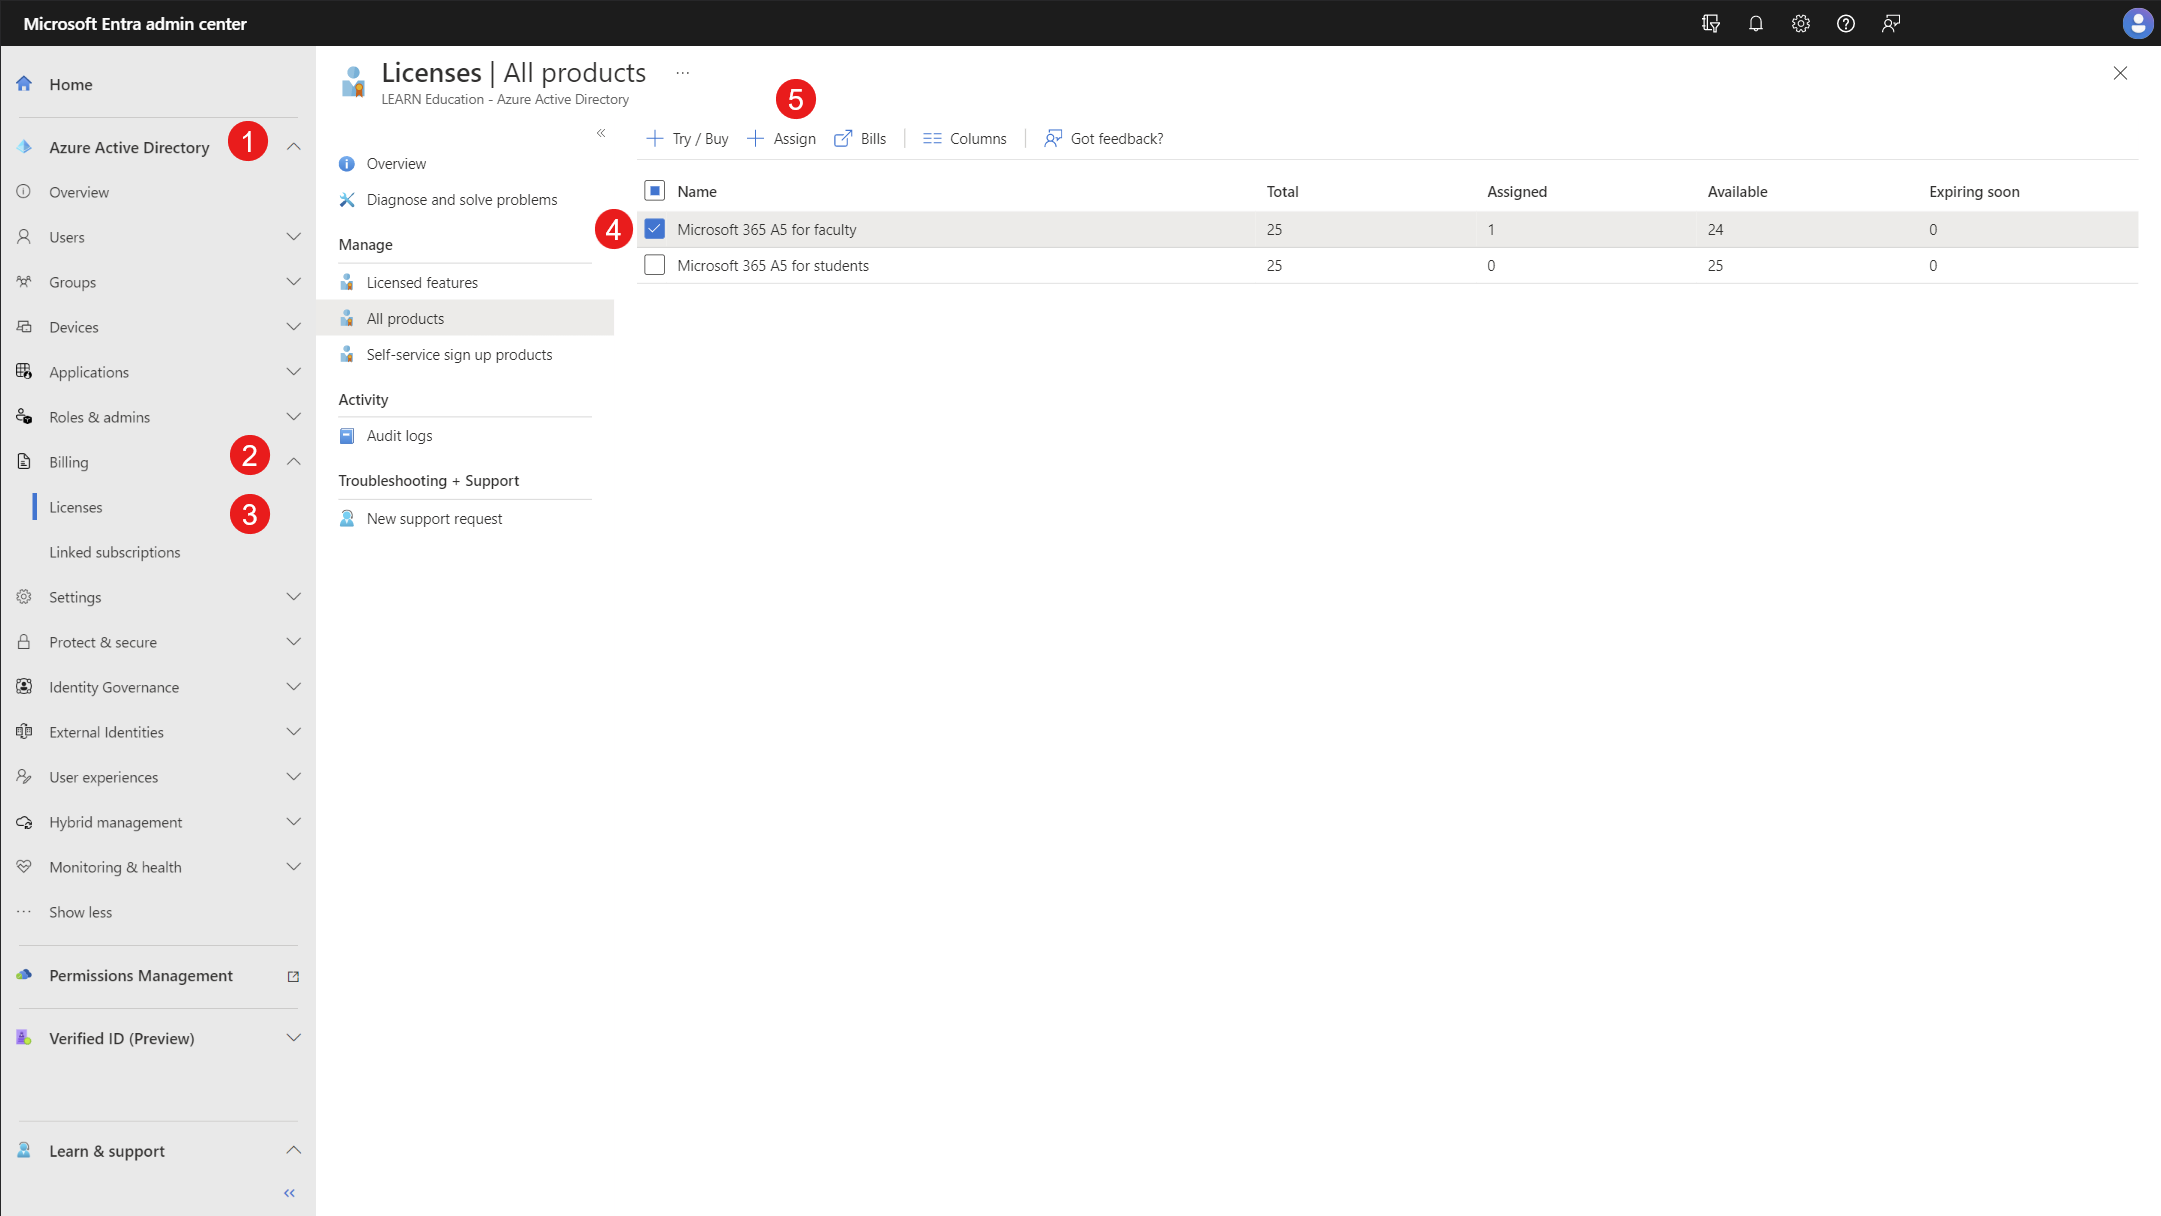 Microsoft Entra admin center
Home
Azure Active Directory
1
Overview
Users
Groups
Devices
Applications
Roles & admins
Billing
2
Licenses
3
Linked subscriptions
Settings
Protect & secure
Identity Governance
External Identities
User experiences
Hybrid management
Monitoring & health
Show less
Permissions Management
Verified ID (Preview)
Learn & support
Licenses | All products
LEARN Education - Azure Active Directory
Overview
Diagnose and solve problems
Manage
Licensed features
All products
Self-service sign up products
Activity
Audit logs
Troubleshooting + Support
New support request
5
Try / Buy Assign Bills Columns Got feedback?
Name Total Assigned Available Expiring soon
4 Microsoft 365 A5 for faculty 25 1 24 0
Microsoft 365 A5 for students 25 0 25 0